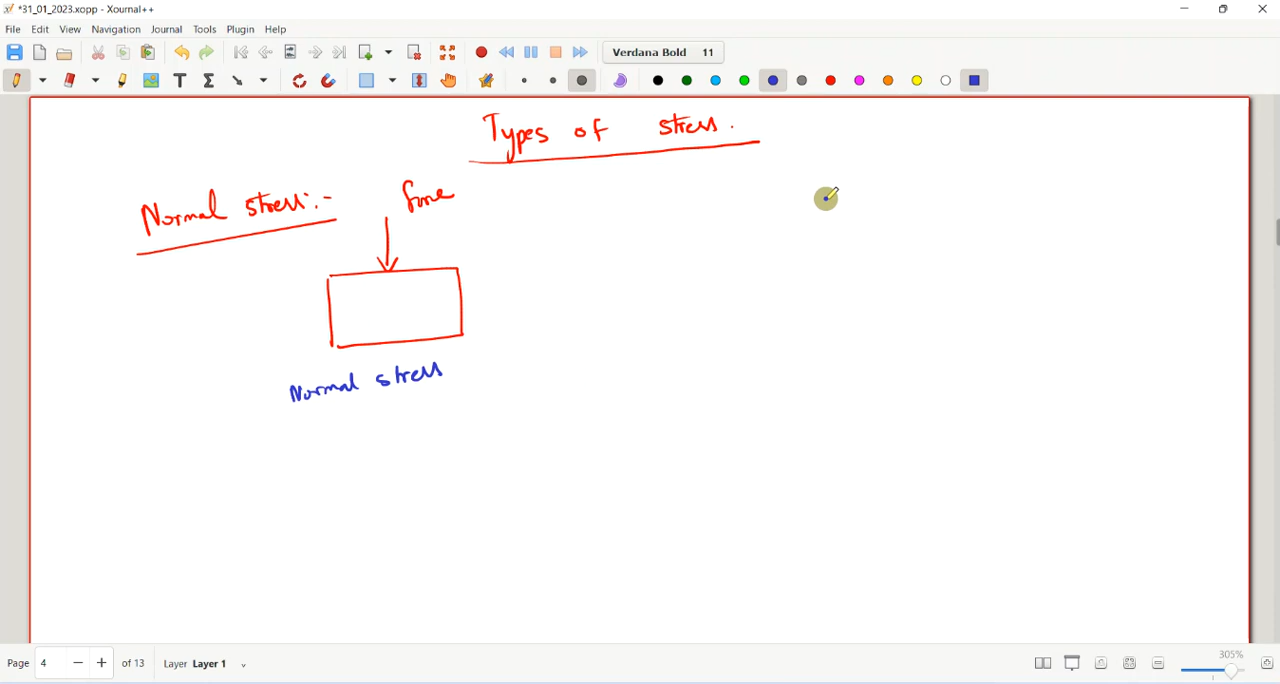 *31_01_2023.xopp - Xournal++
File Edit View Navigation Journal Tools Plugin Help
Verdana Bold 11
Types of stress.
Normal stress:-
force
Normal stress
Page 4 of 13 Layer Layer 1
305%